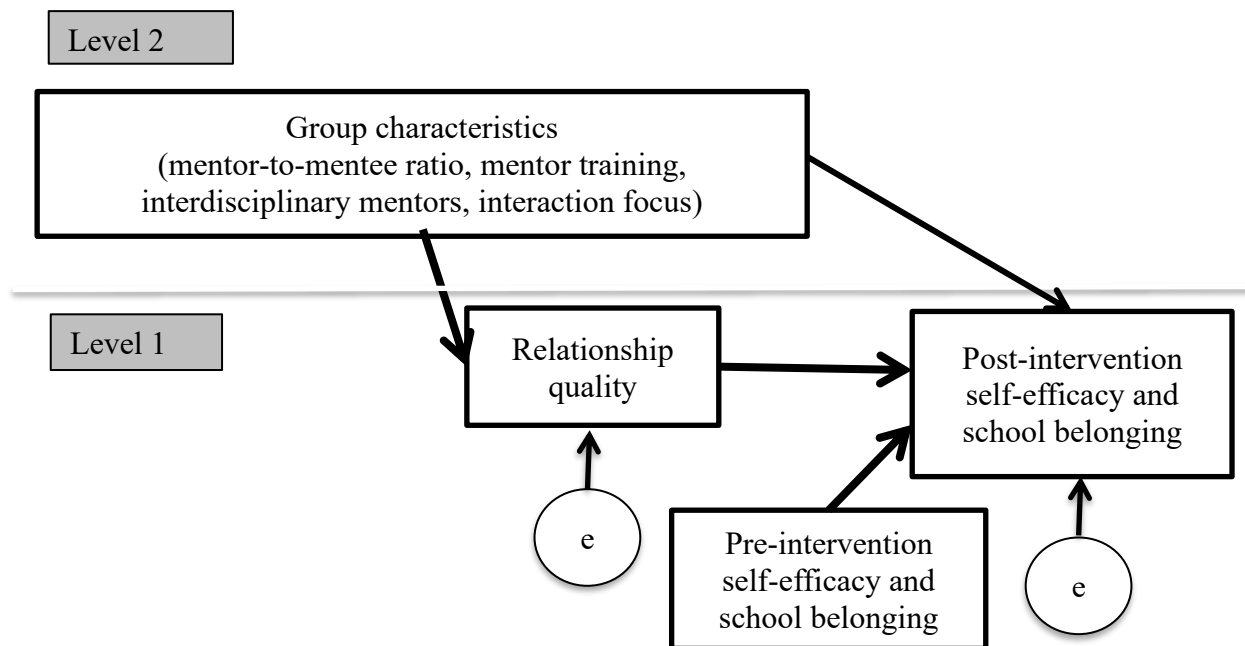 Level 2
Group characteristics
(mentor-to-mentee ratio, mentor training,
interdisciplinary mentors, interaction focus)
Level 1
Relationship
quality
Post-intervention
self-efficacy and
school belonging
e
Pre-intervention
self-efficacy and
school belonging
e